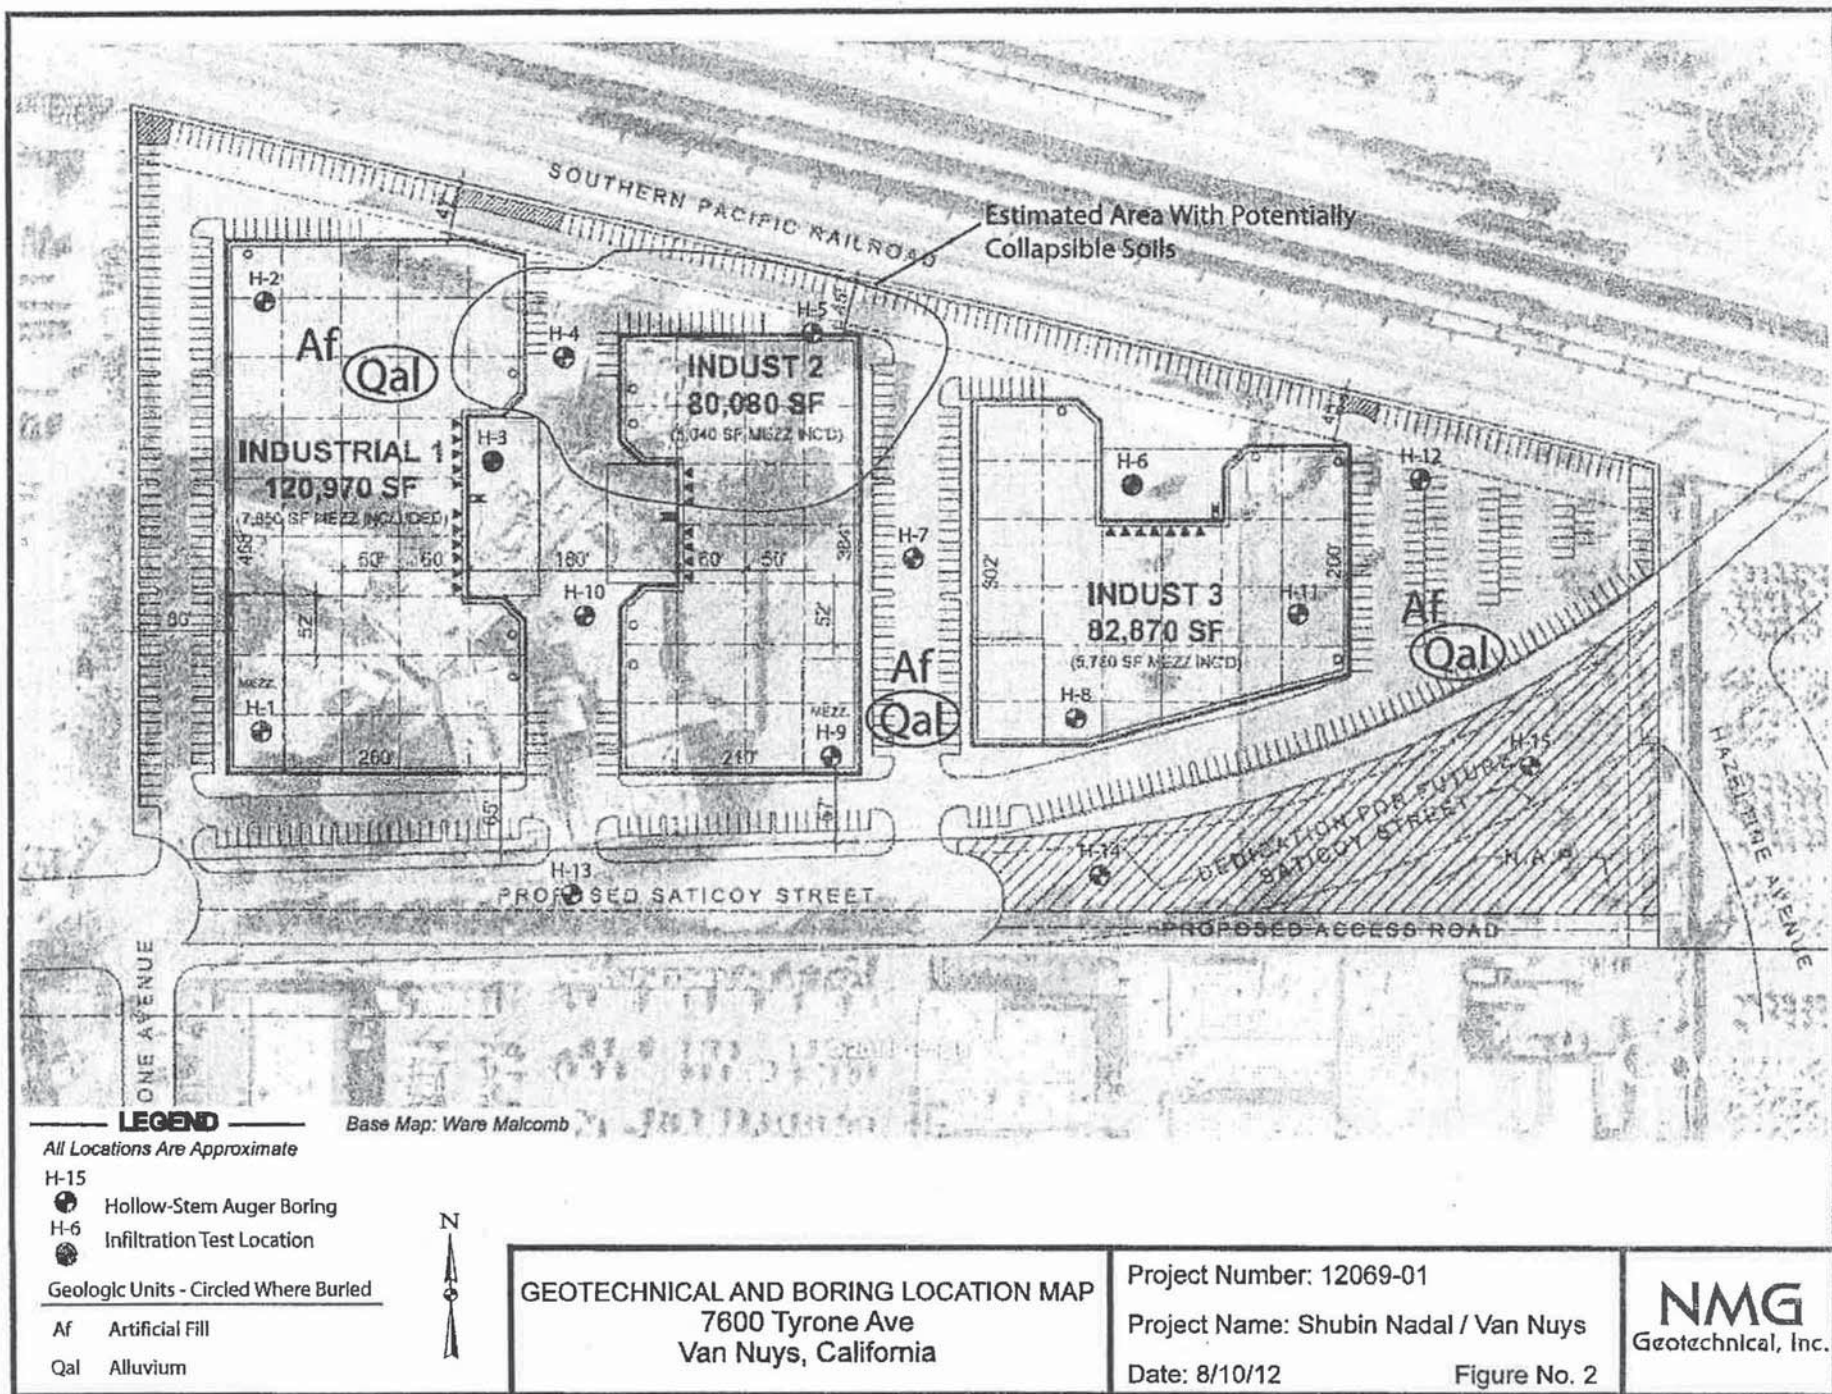 SOUTHERN PACIFIC RAILROAD
Estimated Area With Potentially
Collapsible Soils
H-2
H-4
H-5
Af
Qal
INDUST 2
80,080 SF
H-3
INDUSTRIAL 1
120,970 SF
(7,850 SF MEZZ INCLUDED)
H-6
H-12
H-7
60'
60'
180'
60'
H-10
INDUST 3
82,870 SF
H-11
200'
52'
52'
80'
Af
Qal
Af
Qal
MEZZ.
H-1
260'
MEZZ.
H-9
210'
H-8
H-15
65'
H-14
DEDICATION FOR FUTURE
SATICOY STREET
N.A.P.
HAZELTINE AVENUE
H-13
PROPOSED SATICOY STREET
PROPOSED ACCESS ROAD
ONE AVENUE
LEGEND
Base Map: Ware Malcomb
All Locations Are Approximate
H-15
Hollow-Stem Auger Boring
H-6
Infiltration Test Location
Geologic Units - Circled Where Buried
Af Artificial Fill
Qal Alluvium
N
GEOTECHNICAL AND BORING LOCATION MAP
7600 Tyrone Ave
Van Nuys, California
Project Number: 12069-01
Project Name: Shubin Nadal / Van Nuys
Date: 8/10/12 Figure No. 2
NMG
Geotechnical, Inc.